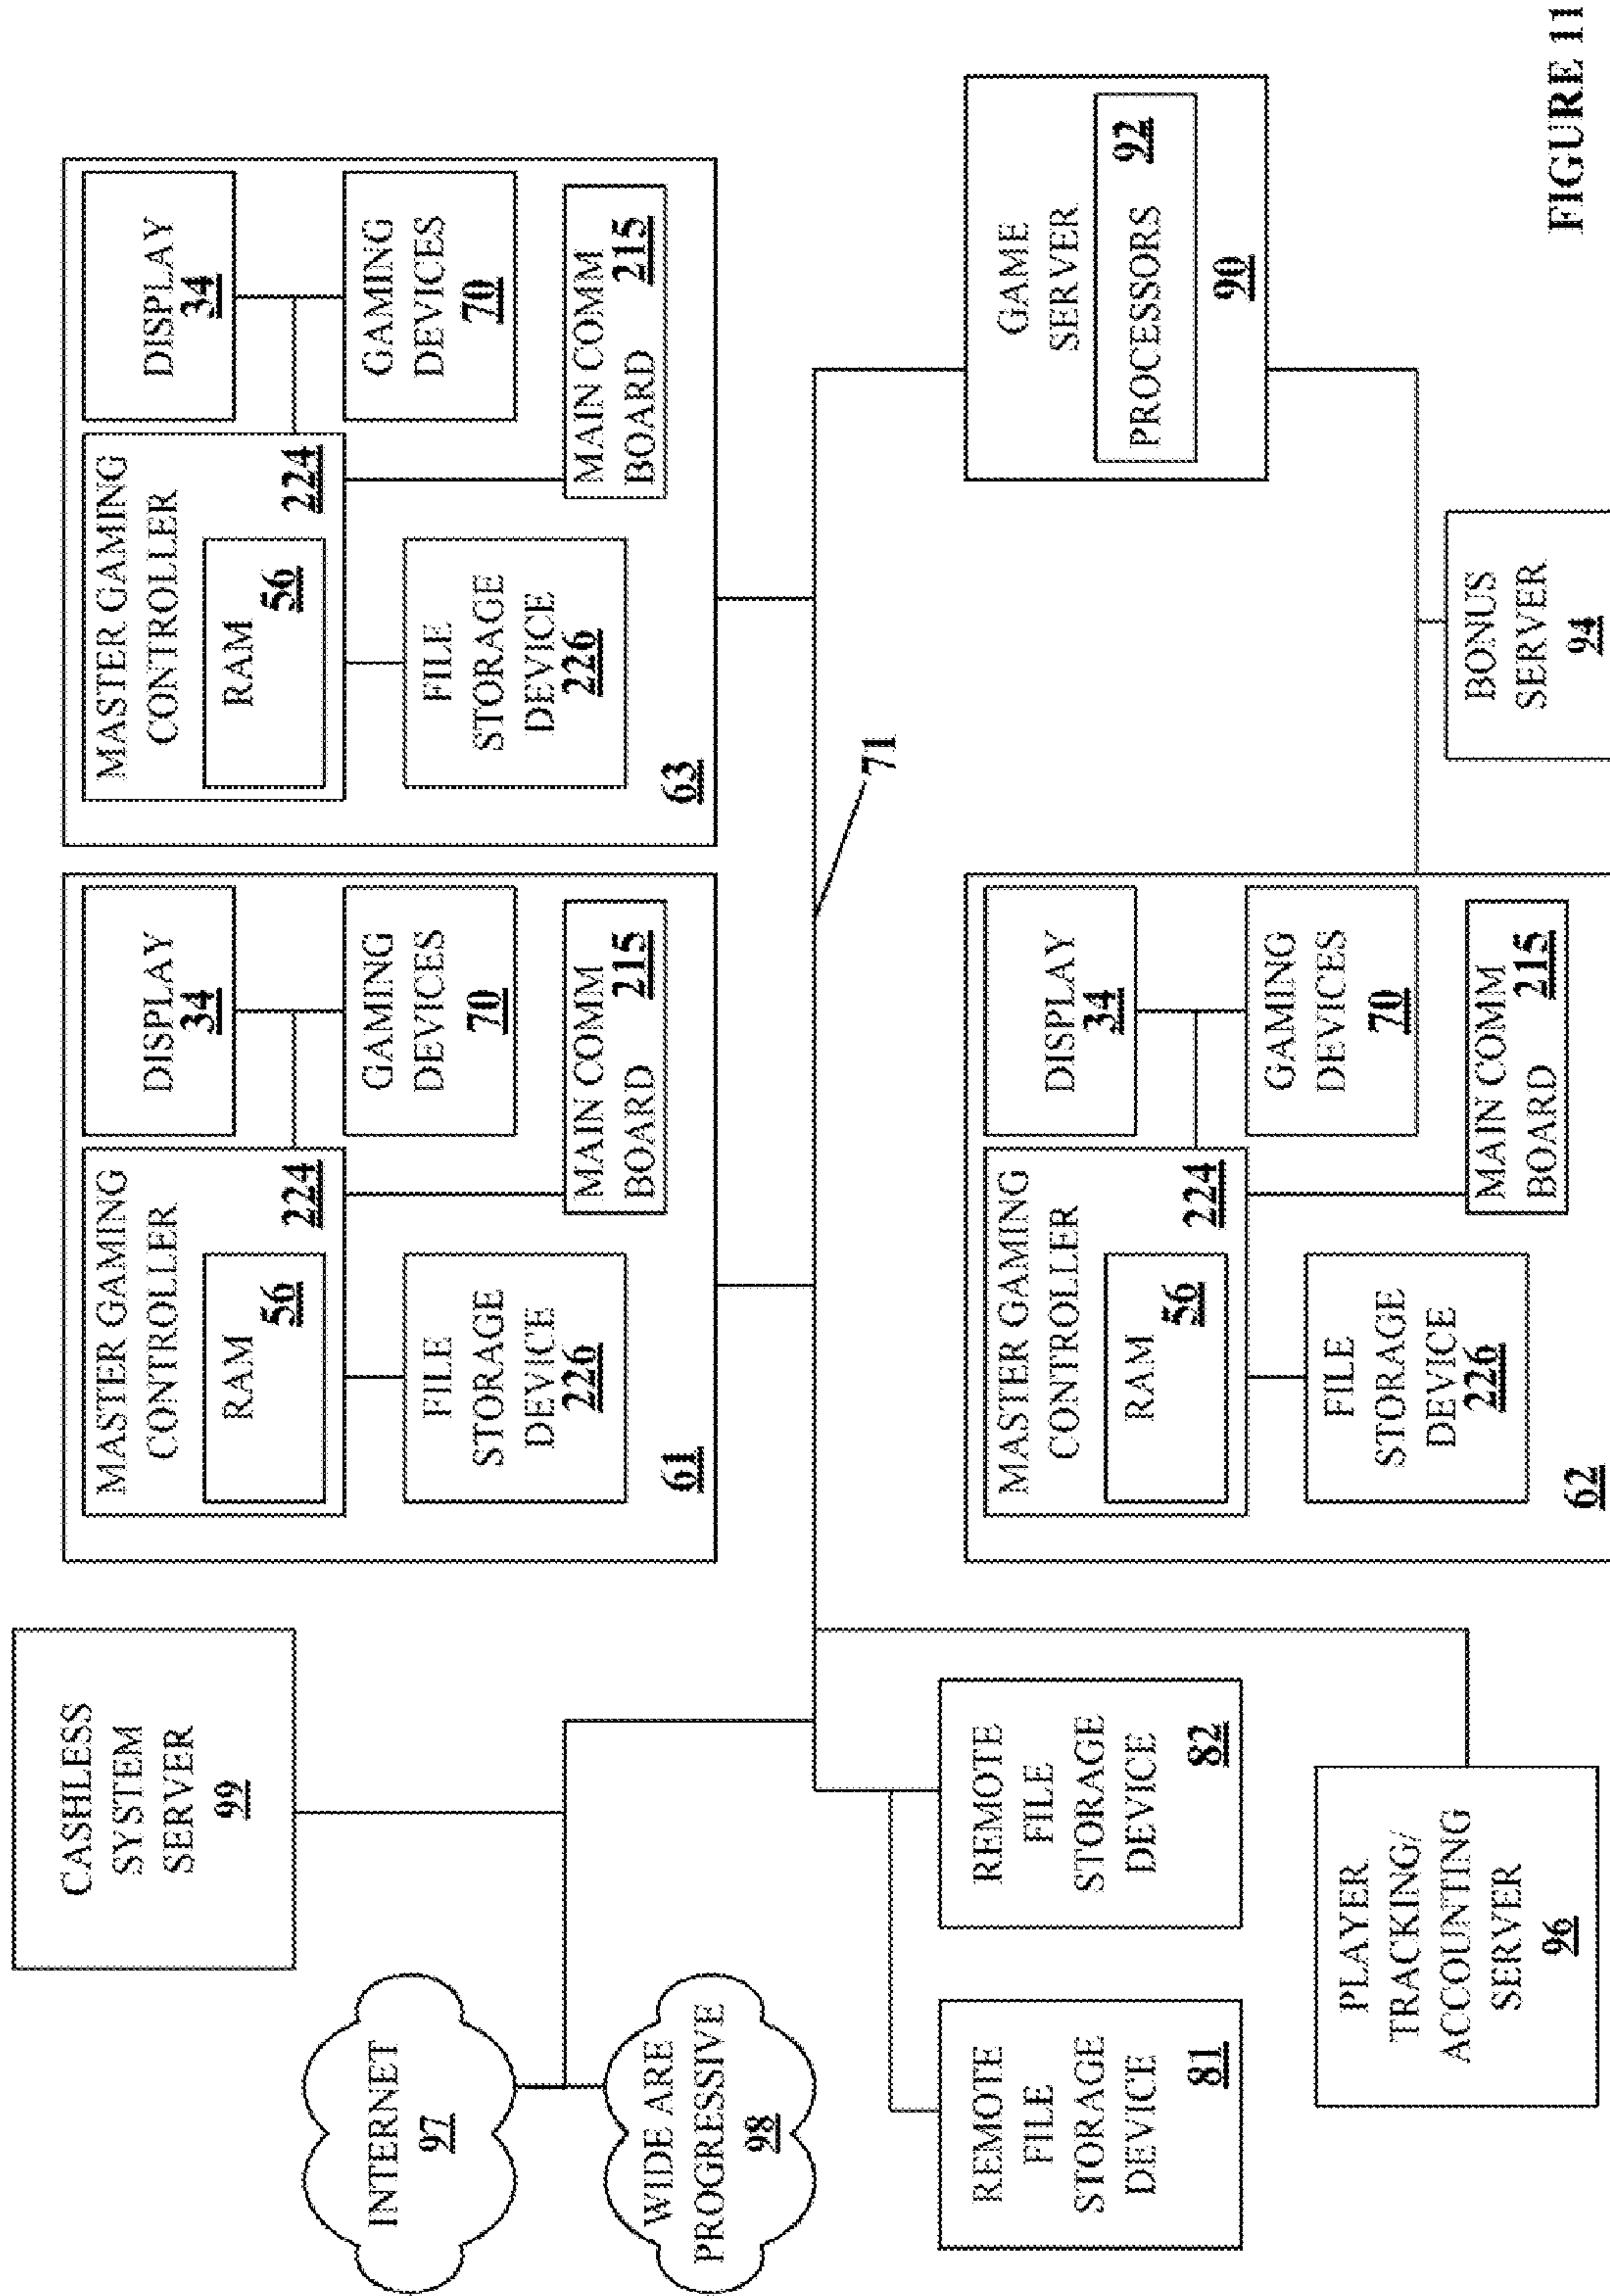 CASHLESS
SYSTEM
SERVER
99
INTERNET
97
WIDE ARE
PROGRESSIVE
98
MASTER GAMING
CONTROLLER
224
RAM
56
DISPLAY
34
GAMING
DEVICES
70
FILE
STORAGE
DEVICE
226
MAIN COMM
BOARD
215
61
MASTER GAMING
CONTROLLER
224
RAM
56
DISPLAY
34
GAMING
DEVICES
70
FILE
STORAGE
DEVICE
226
MAIN COMM
BOARD
215
63
71
REMOTE
FILE
STORAGE
DEVICE
81
REMOTE
FILE
STORAGE
DEVICE
82
PLAYER
TRACKING/
ACCOUNTING
SERVER
96
MASTER GAMING
CONTROLLER
224
RAM
56
DISPLAY
34
GAMING
DEVICES
70
FILE
STORAGE
DEVICE
226
MAIN COMM
BOARD
215
62
GAME
SERVER
PROCESSORS 92
90
BONUS
SERVER
94
FIGURE 11